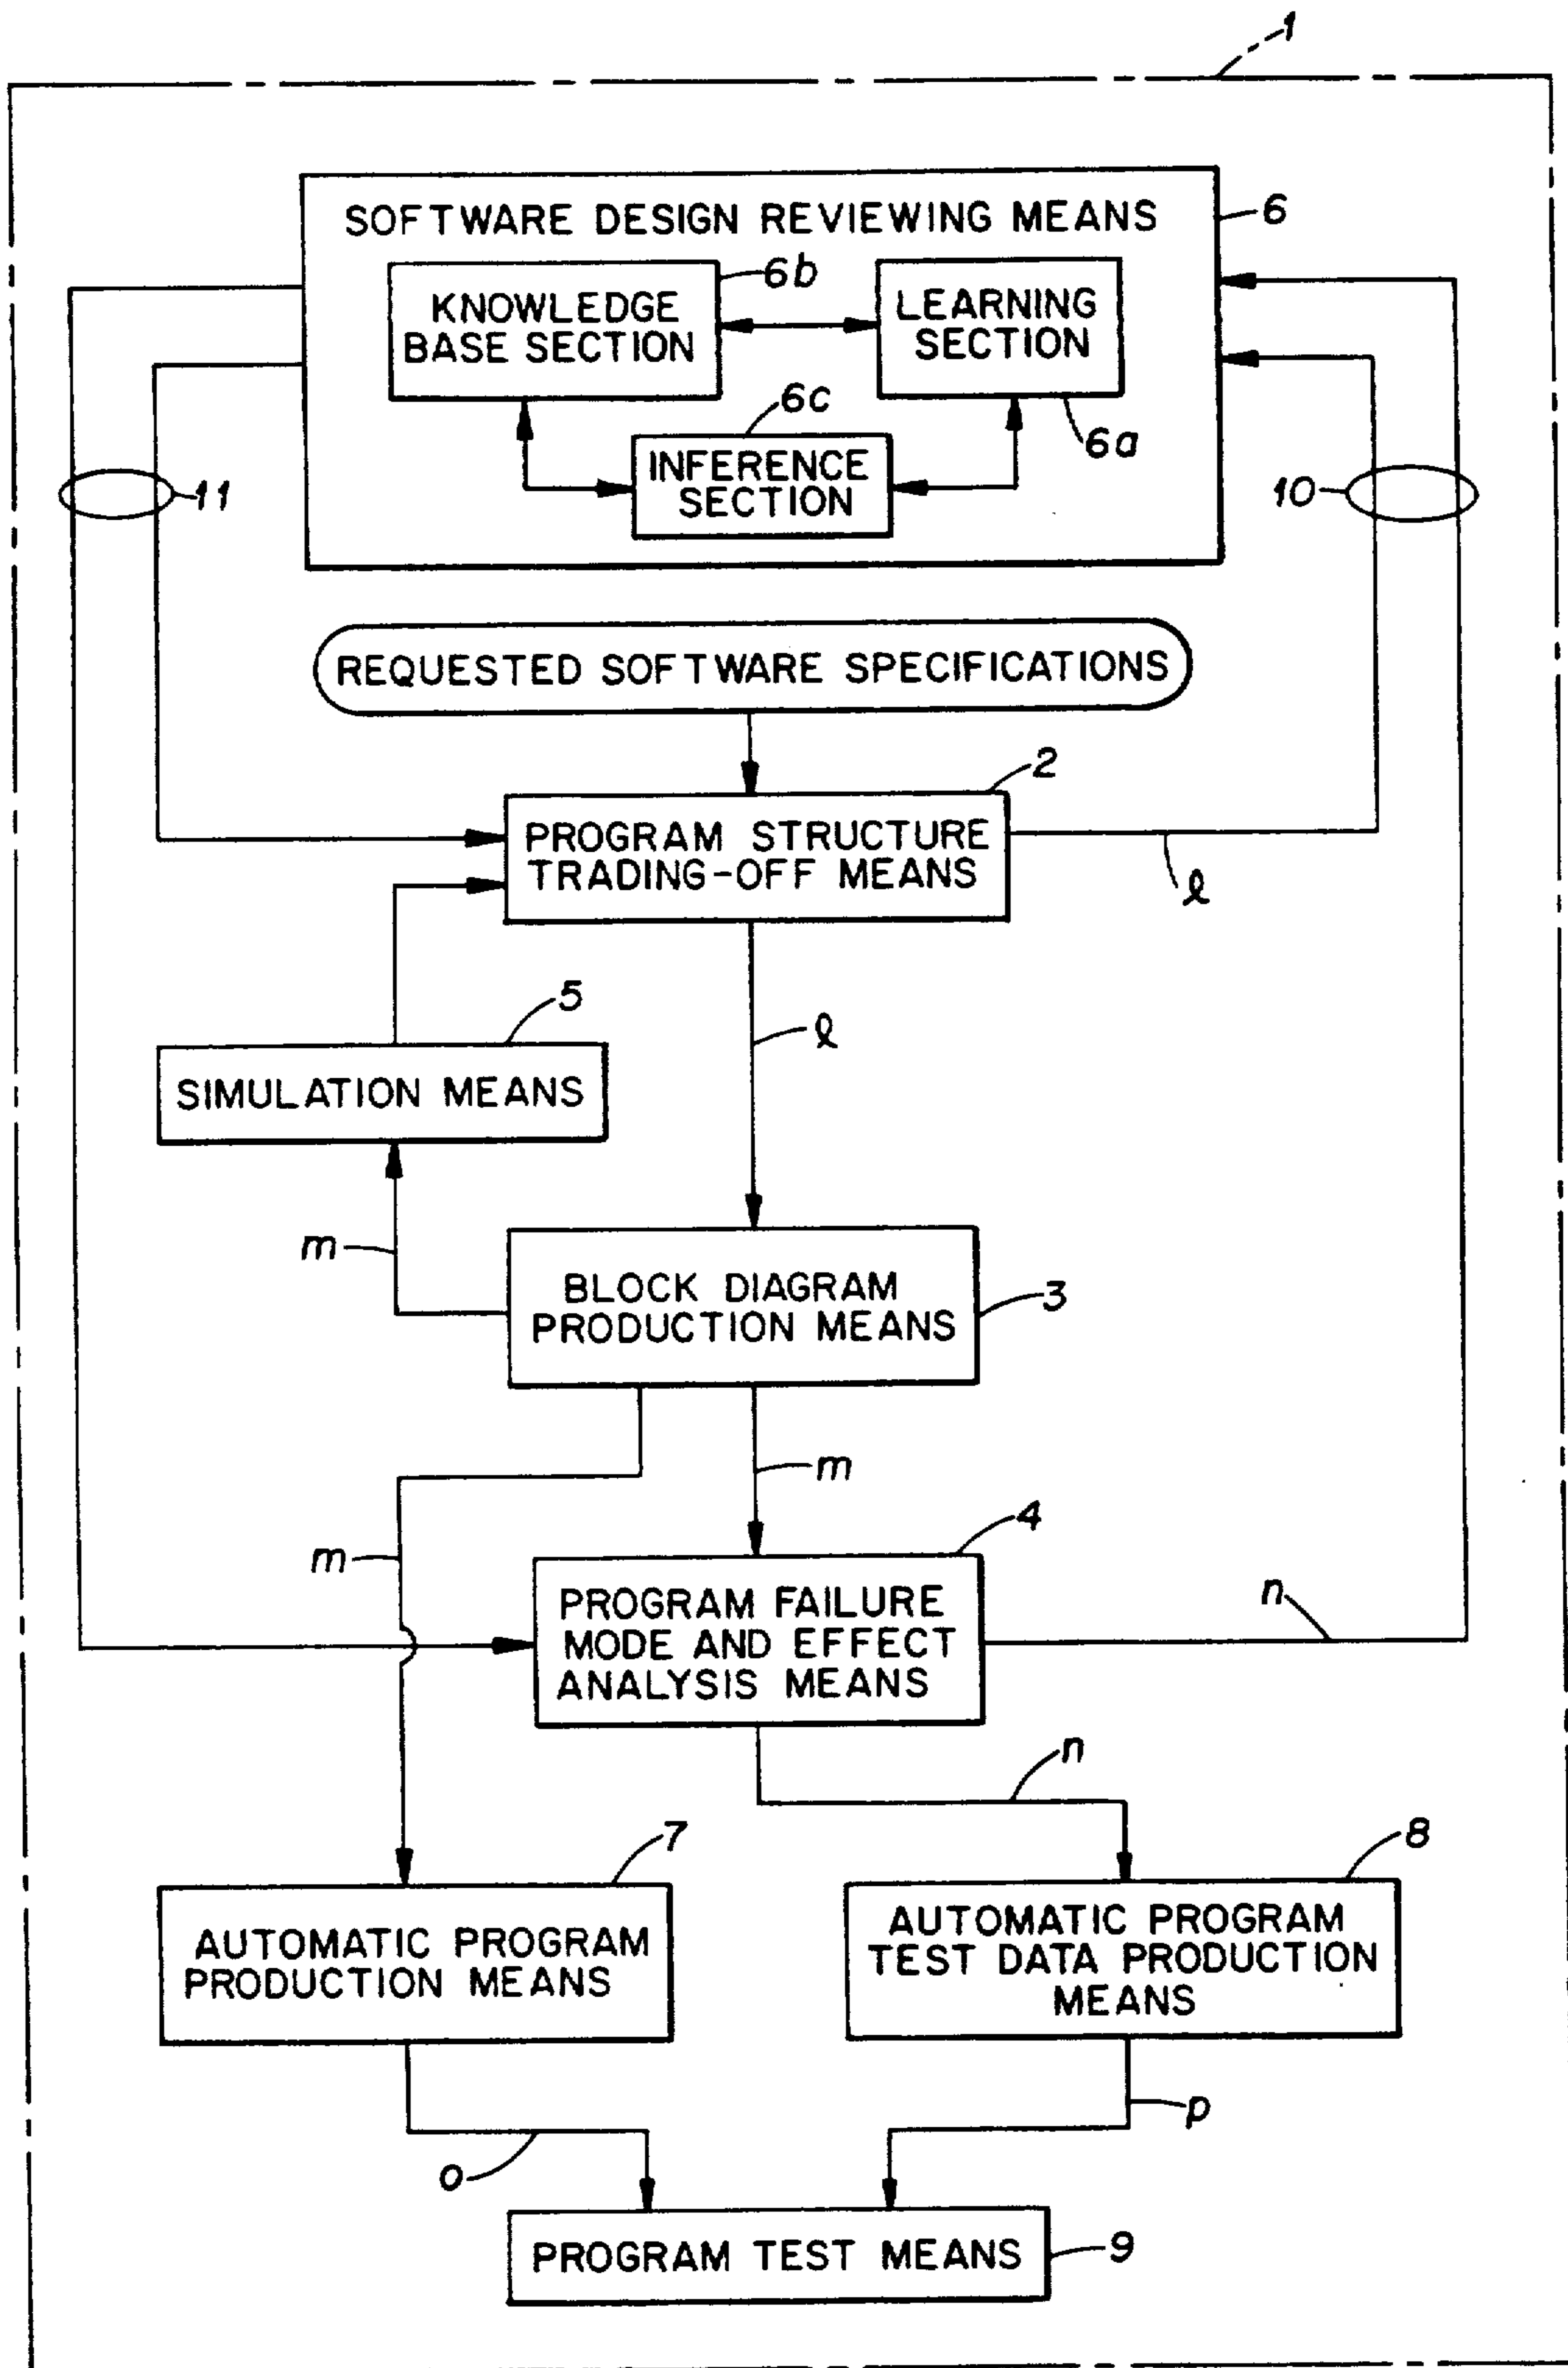 1
SOFTWARE DESIGN REVIEWING MEANS
6
6b
KNOWLEDGE
BASE SECTION
LEARNING
SECTION
6c
6a
INFERENCE
SECTION
11
10
REQUESTED SOFTWARE SPECIFICATIONS
2
PROGRAM STRUCTURE
TRADING-OFF MEANS
ℓ
5
ℓ
SIMULATION MEANS
m
BLOCK DIAGRAM
PRODUCTION MEANS
3
m
4
m
PROGRAM FAILURE
MODE AND EFFECT
ANALYSIS MEANS
n
n
7
8
AUTOMATIC PROGRAM
PRODUCTION MEANS
AUTOMATIC PROGRAM
TEST DATA PRODUCTION
MEANS
p
o
PROGRAM TEST MEANS
9